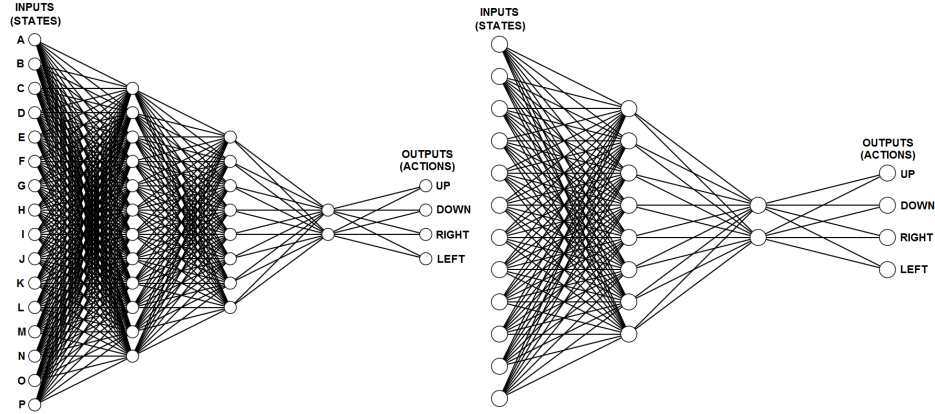 INPUTS
(STATES)
A
B
C
D
E
F
G
H
I
J
K
L
M
N
O
P
OUTPUTS
(ACTIONS)
UP
DOWN
RIGHT
LEFT
INPUTS
(STATES)
OUTPUTS
(ACTIONS)
UP
DOWN
RIGHT
LEFT